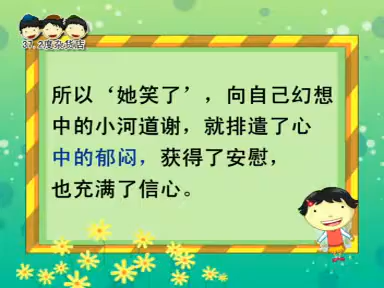 所以‘她笑了’，向自己幻想
中的小河道谢，就排遣了心
中的郁闷，获得了安慰，
也充满了信心。